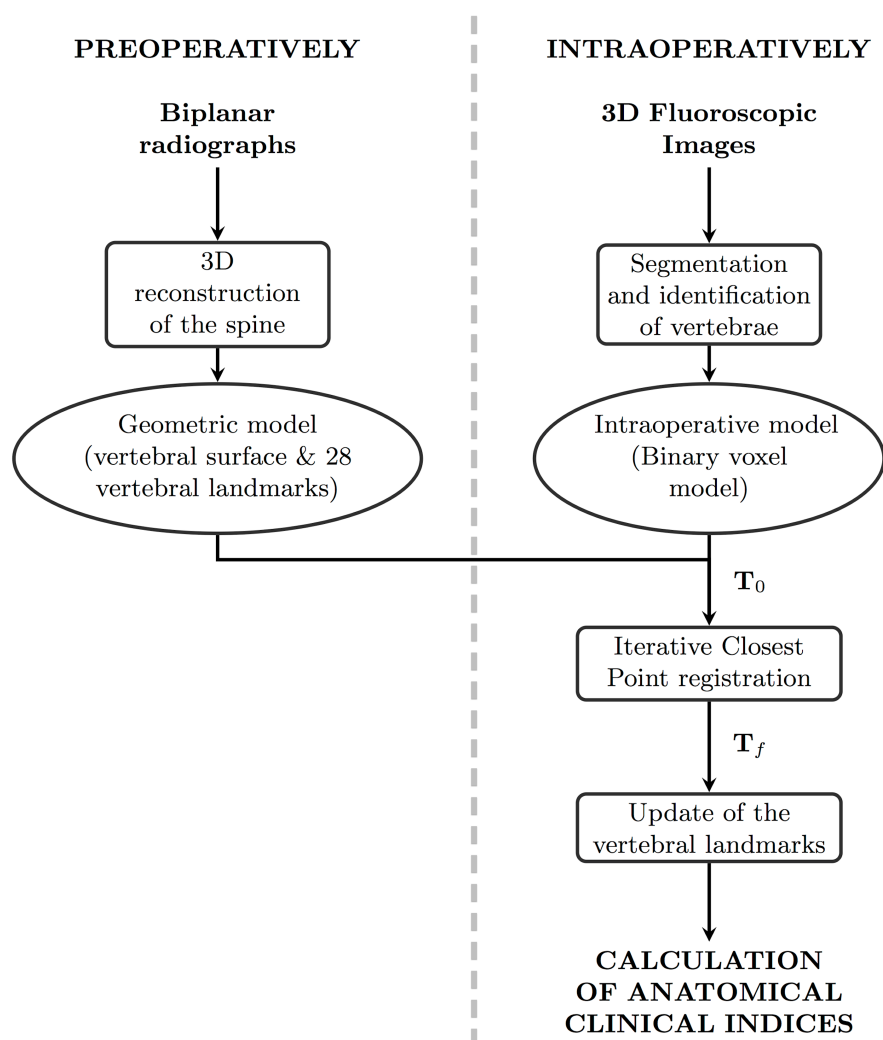 PREOPERATIVELY
Biplanar
radiographs
3D
reconstruction
of the spine
Geometric model
(vertebral surface & 28
vertebral landmarks)
INTRAOPERATIVELY
3D Fluoroscopic
Images
Segmentation
and identification
of vertebrae
Intraoperative model
(Binary voxel
model)
T₀
Iterative Closest
Point registration
T_f
Update of the
vertebral landmarks
CALCULATION
OF ANATOMICAL
CLINICAL INDICES